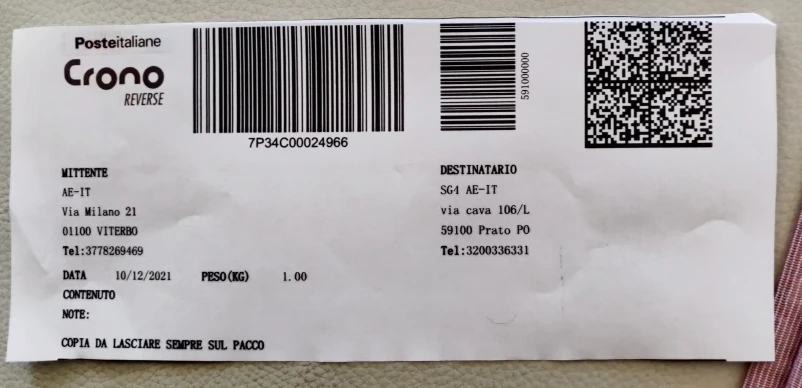 Posteitaliane
Crono
REVERSE
7P34C00024966
591000000
MITTENTE
AE-IT
Via Milano 21
01100 VITERBO
Tel:3778269469
DESTINATARIO
SG4 AE-IT
via cava 106/L
59100 Prato PO
Tel:3200336331
DATA 10/12/2021 PESO(KG) 1.00
CONTENUTO
NOTE:
COPIA DA LASCIARE SEMPRE SUL PACCO